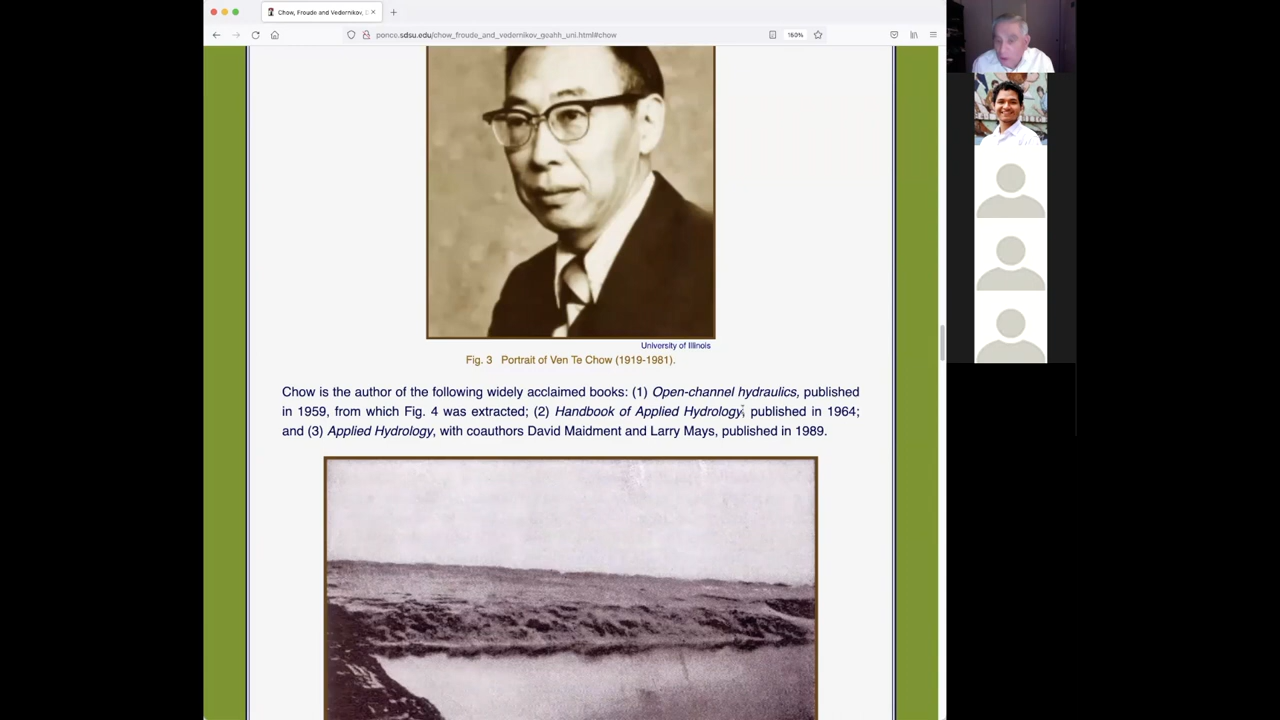 Chow, Froude and Vedernikov,
ponce.sdsu.edu/chow_froude_and_vedernikov_geahh_uni.html#chow
160%
University of Illinois
Fig. 3 Portrait of Ven Te Chow (1919-1981).
Chow is the author of the following widely acclaimed books: (1) Open-channel hydraulics, published
in 1959, from which Fig. 4 was extracted; (2) Handbook of Applied Hydrology, published in 1964;
and (3) Applied Hydrology, with coauthors David Maidment and Larry Mays, published in 1989.